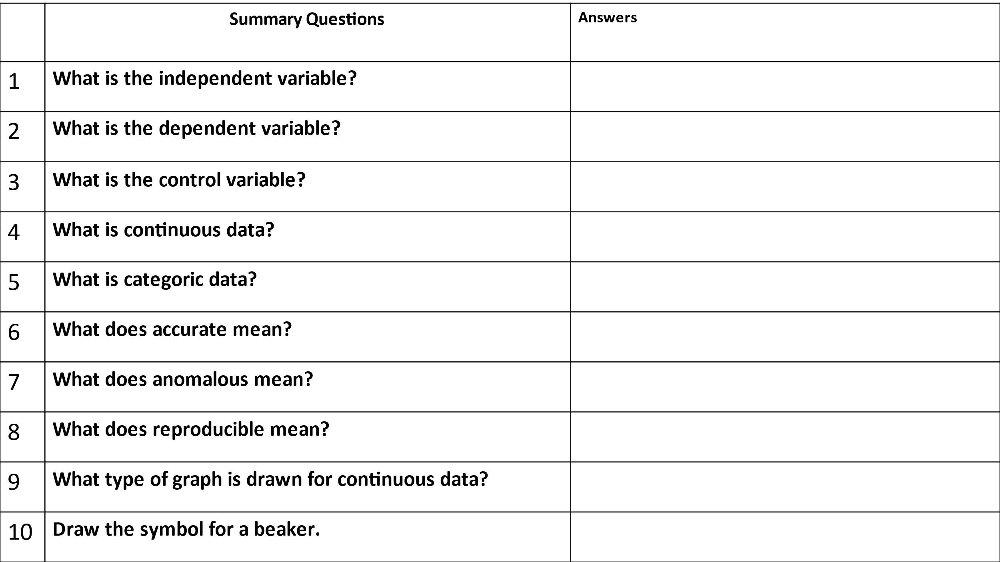 Summary Questions
Answers
1
What is the independent variable?
2
What is the dependent variable?
3
What is the control variable?
4
What is continuous data?
5
What is categoric data?
6
What does accurate mean?
7
What does anomalous mean?
8
What does reproducible mean?
9
What type of graph is drawn for continuous data?
10
Draw the symbol for a beaker.